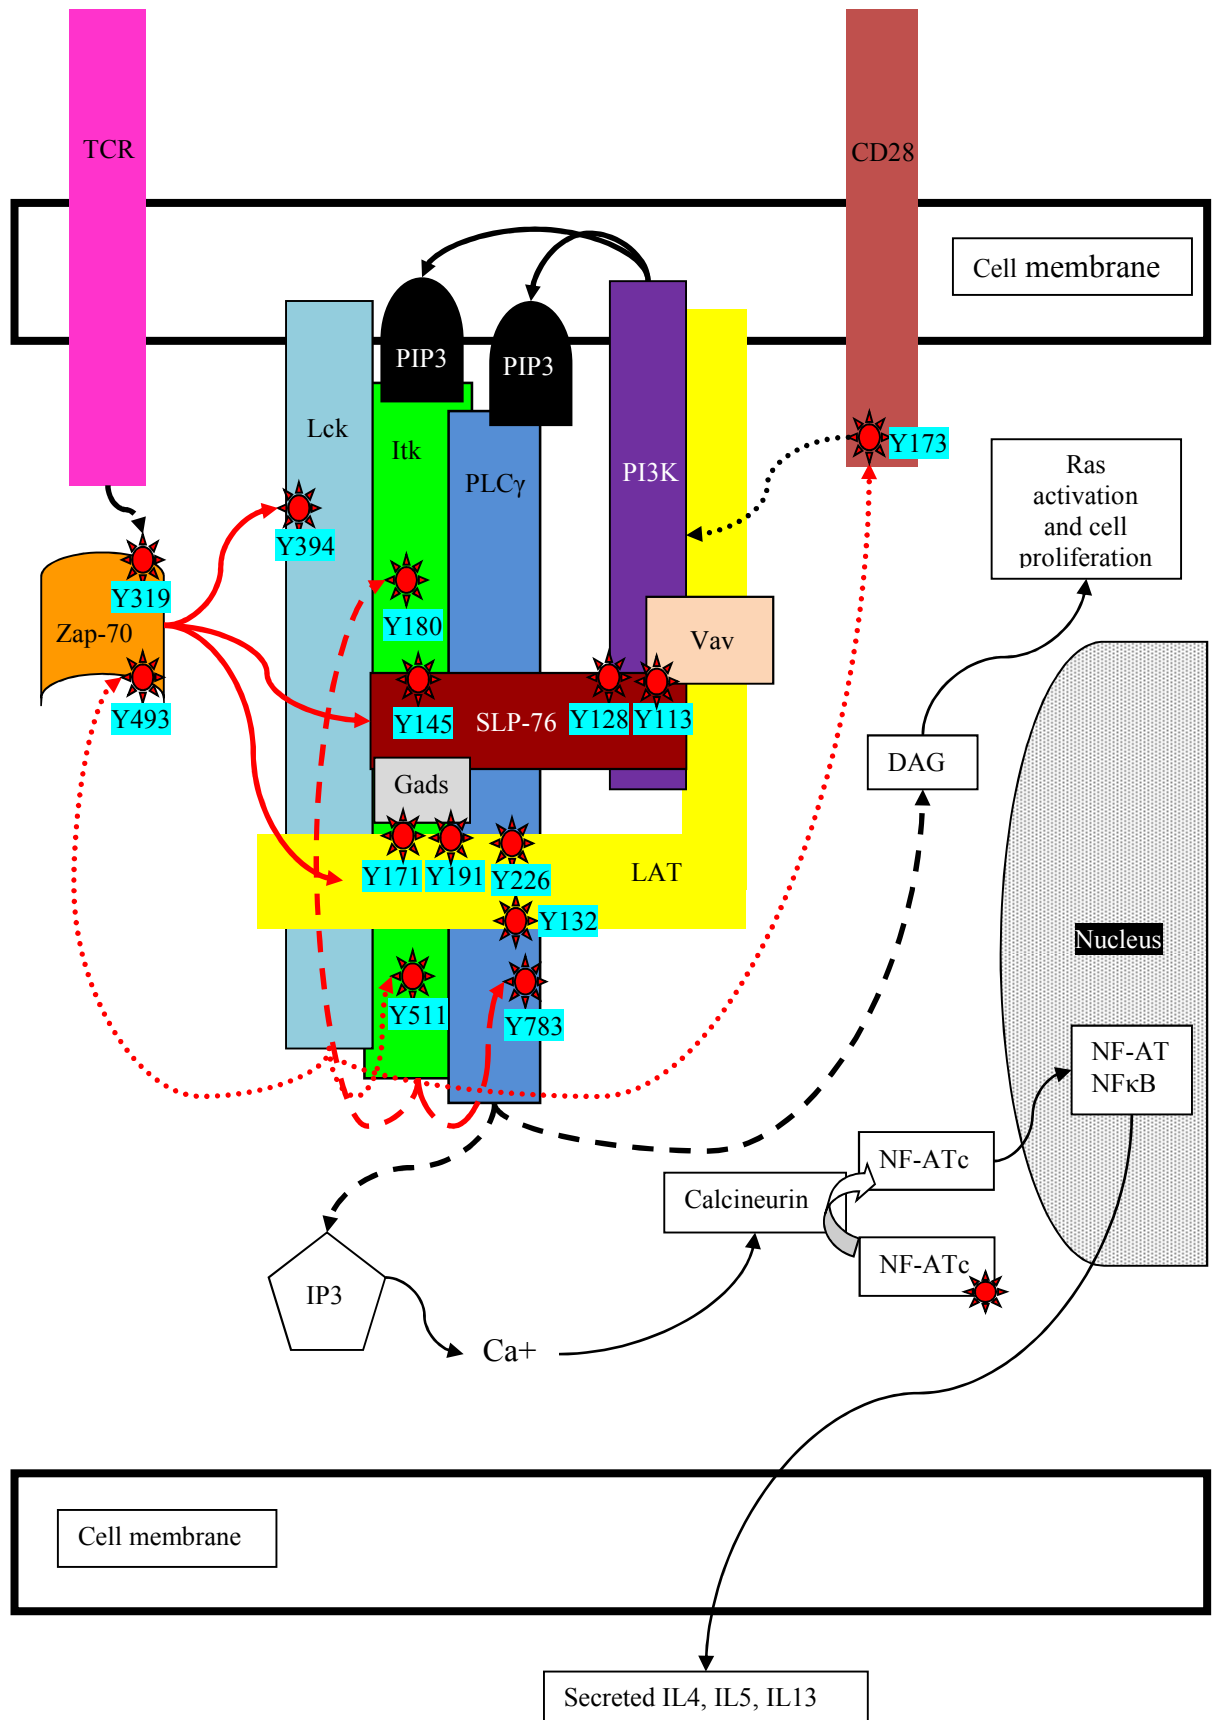 TCR
CD28
Cell membrane
PIP3
PIP3
Lck
Itk
PLCγ
PI3K
Y173
Ras
activation
and cell
proliferation
Y394
Y319
Zap-70
Y180
Vav
Y493
Y145
SLP-76
Y128
Y113
Gads
DAG
Y171
Y191
Y226
LAT
Y132
Nucleus
Y511
Y783
NF-AT
NFκB
NF-ATc
Calcineurin
NF-ATc
IP3
Ca+
Cell membrane
Secreted IL4, IL5, IL13